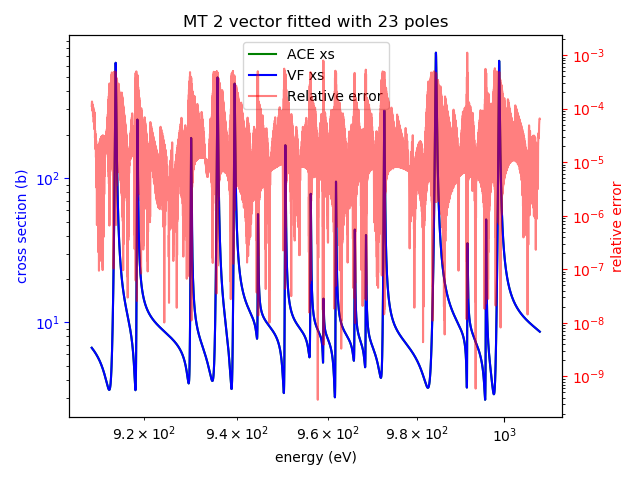 MT 2 vector fitted with 23 poles
ACE xs
VF xs
Relative error
cross section (b)
10²
10¹
10⁻³
10⁻⁴
10⁻⁵
10⁻⁶
10⁻⁷
10⁻⁸
10⁻⁹
relative error
9.2 × 10² 9.4 × 10² 9.6 × 10² 9.8 × 10² 10³
energy (eV)